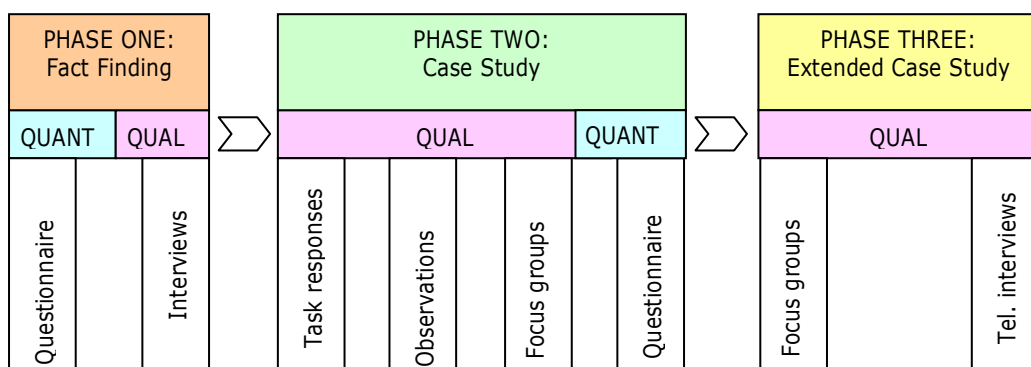 PHASE ONE:
Fact Finding
PHASE TWO:
Case Study
PHASE THREE:
Extended Case Study
QUANT
QUAL
QUAL
QUANT
QUAL
Questionnaire
Interviews
Task responses
Observations
Focus groups
Questionnaire
Focus groups
Tel. interviews